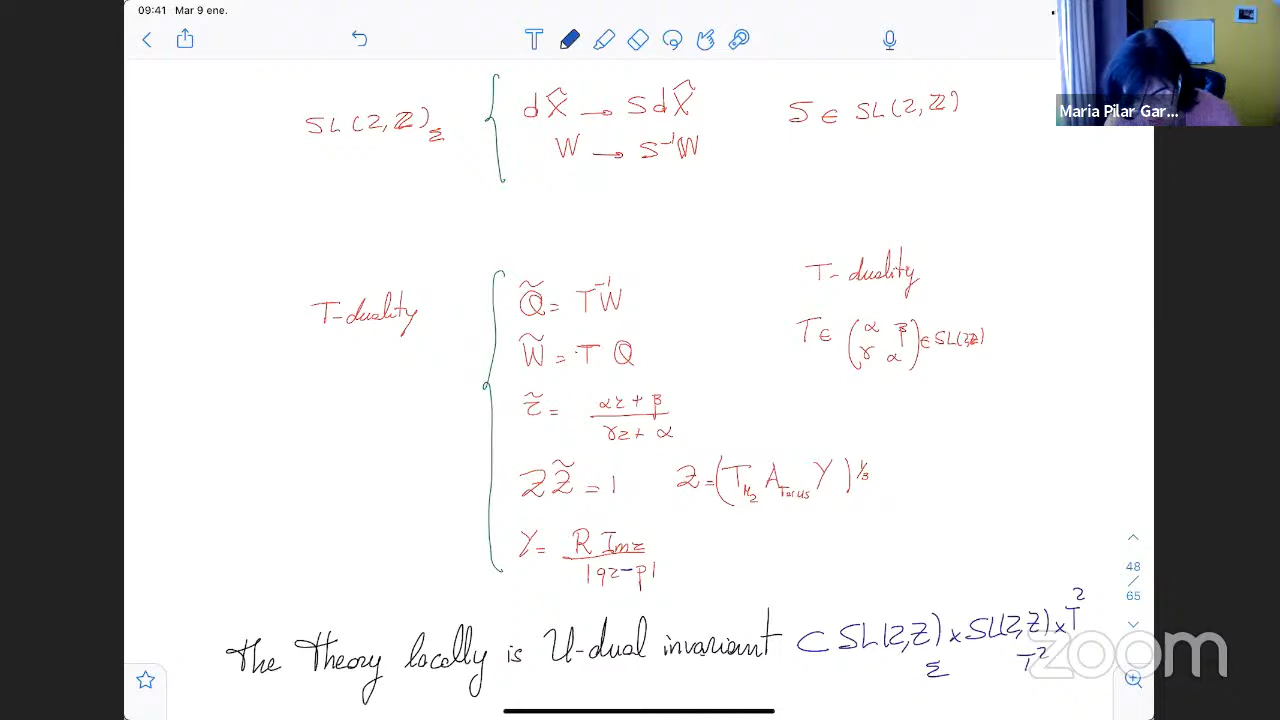 09:41 Mar 9 ene.
Maria Pilar Gar...
SL(2,ℤ)_Σ { dX̂ → S dX̂
W → S⁻¹W
S ∈ SL(2,ℤ)
T-duality
T-duality { Q̃ = T⁻¹W
W̃ = T Q
T ∈ (α β
γ α) ∈ SL(2,ℤ)
τ̃ = (ατ + β)/(γτ + α)
Z Z̃ = 1 Z = (T_{M₂} A_{Torus} Y)^{1/3}
Y = R Imτ / |qτ-p|
48
/
65
The Theory locally is U-dual invariant ⊂ SL(2,Z)_Σ × SL(2,Z)_{T²} × T²
zoom